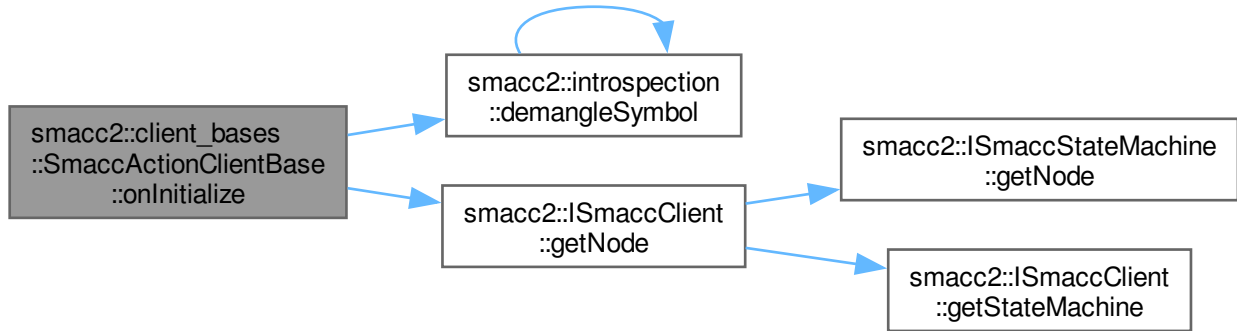 smacc2::client_bases
::SmaccActionClientBase
::onInitialize
smacc2::introspection
::demangleSymbol
smacc2::ISmaccClient
::getNode
smacc2::ISmaccStateMachine
::getNode
smacc2::ISmaccClient
::getStateMachine